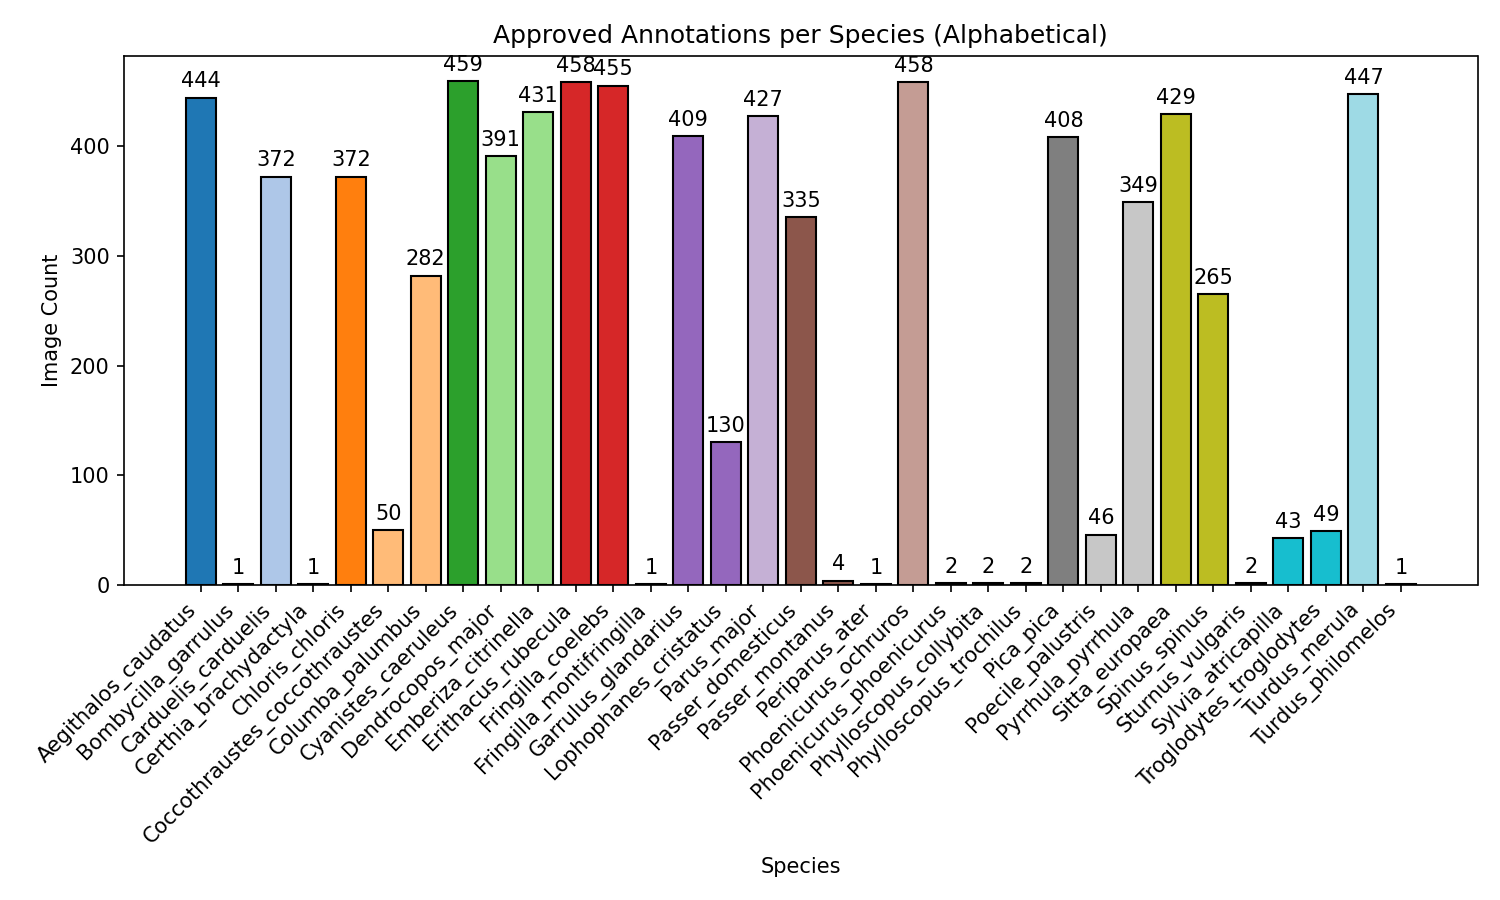 Approved Annotations per Species (Alphabetical)
Image Count
400
300
200
100
0
444
1
372
1
372
50
282
459
391
431
458
455
1
409
130
427
335
4
1
458
2
2
2
408
46
349
429
265
2
43
49
447
1
Aegithalos_caudatus
Bombycilla_garrulus
Carduelis_carduelis
Certhia_brachydactyla
Chloris_chloris
Coccothraustes_coccothraustes
Columba_palumbus
Cyanistes_caeruleus
Dendrocopos_major
Emberiza_citrinella
Erithacus_rubecula
Fringilla_coelebs
Fringilla_montifringilla
Garrulus_glandarius
Lophophanes_cristatus
Parus_major
Passer_domesticus
Passer_montanus
Periparus_ater
Phoenicurus_ochruros
Phoenicurus_phoenicurus
Phylloscopus_collybita
Phylloscopus_trochilus
Pica_pica
Poecile_palustris
Pyrrhula_pyrrhula
Sitta_europaea
Spinus_spinus
Sturnus_vulgaris
Sylvia_atricapilla
Troglodytes_troglodytes
Turdus_merula
Turdus_philomelos
Species